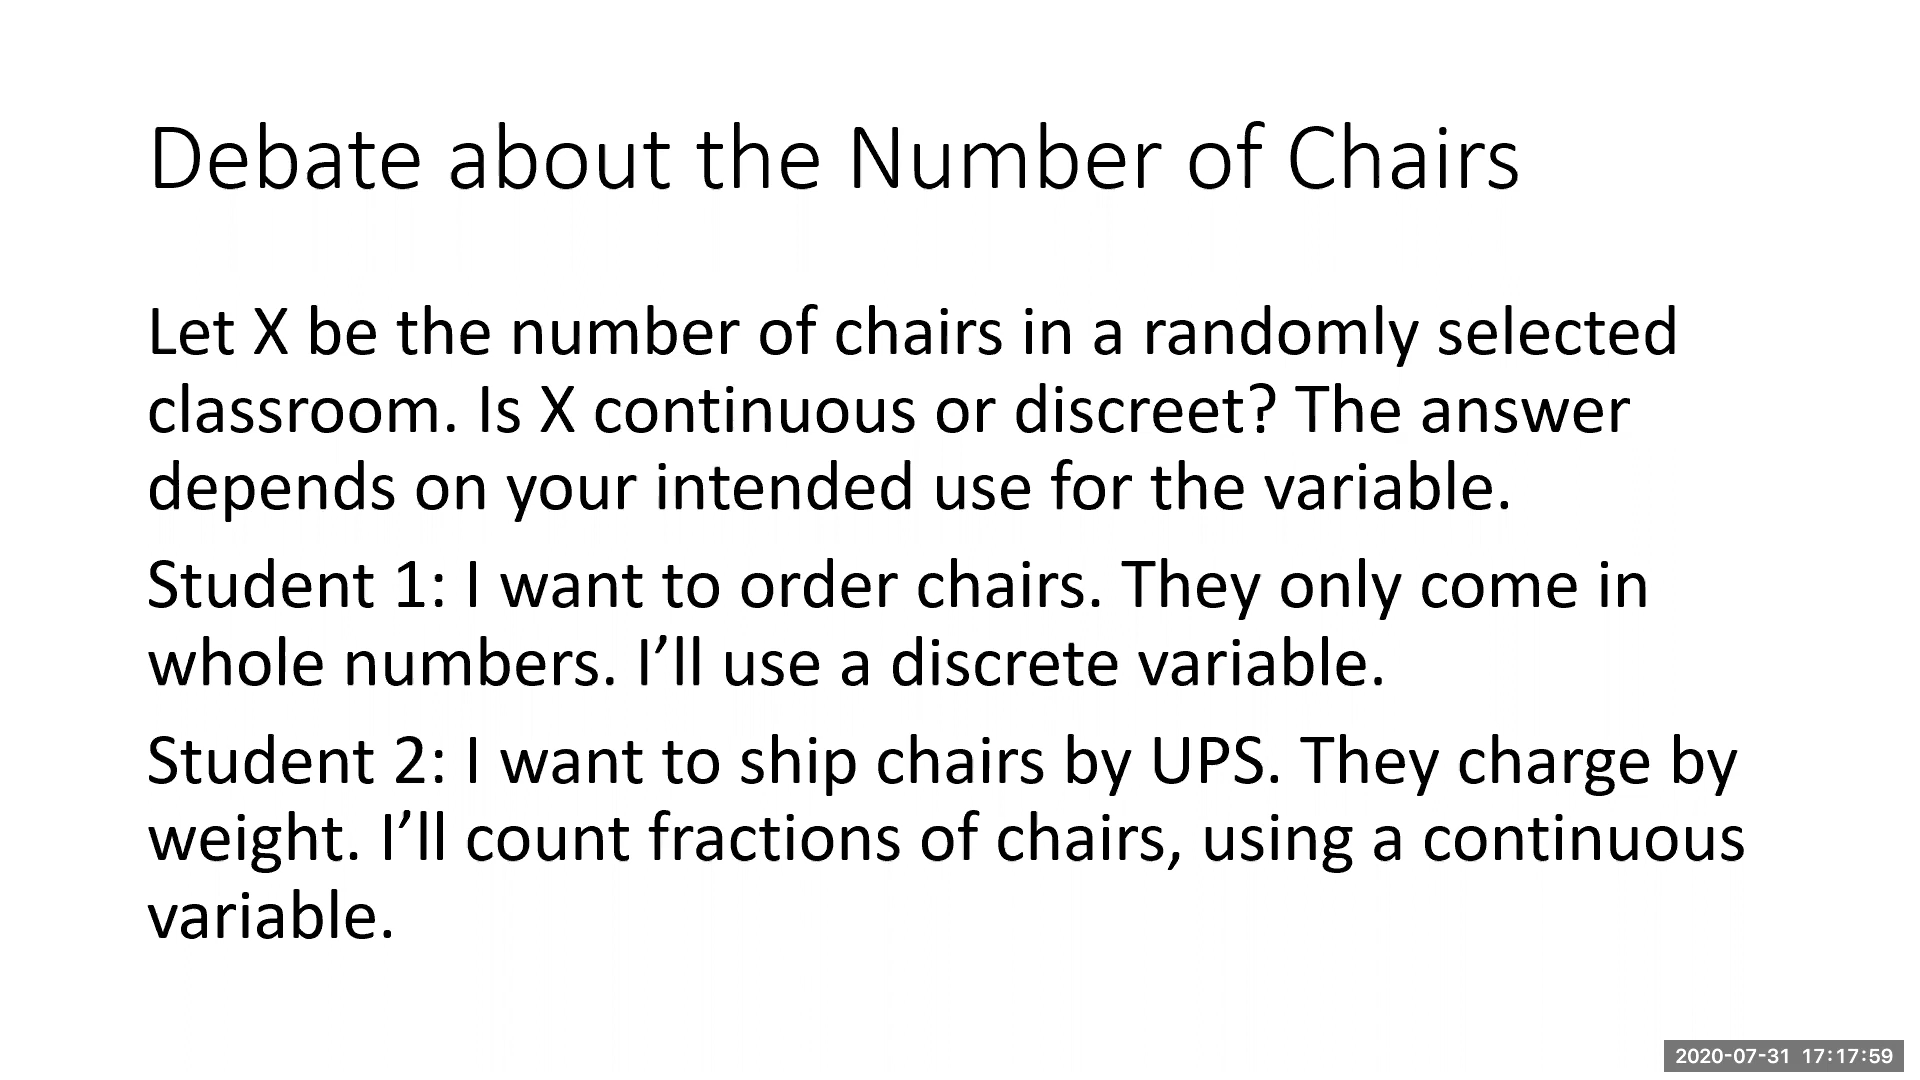 Debate about the Number of Chairs
Let X be the number of chairs in a randomly selected
classroom. Is X continuous or discreet? The answer
depends on your intended use for the variable.
Student 1: I want to order chairs. They only come in
whole numbers. I’ll use a discrete variable.
Student 2: I want to ship chairs by UPS. They charge by
weight. I’ll count fractions of chairs, using a continuous
variable.
2020-07-31 17:17:59